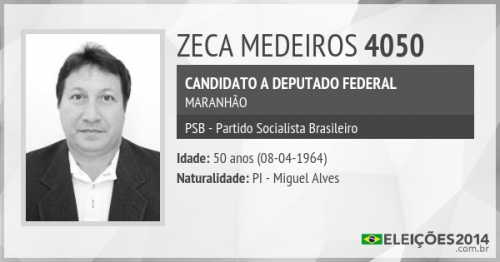 ZECA MEDEIROS 4050
CANDIDATO A DEPUTADO FEDERAL
MARANHÃO
PSB - Partido Socialista Brasileiro
Idade: 50 anos (08-04-1964)
Naturalidade: PI - Miguel Alves
ELEIÇÕES2014
.com.br